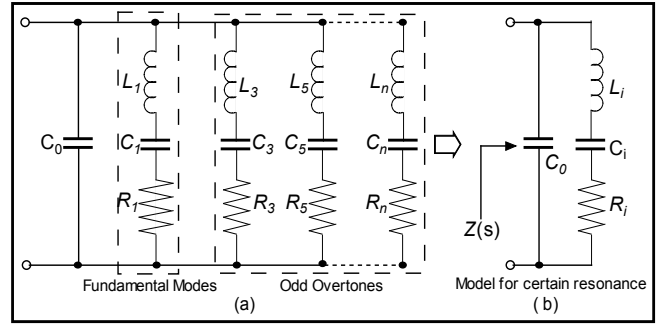 L1 L3 L5 Ln Li
C0 C1 C3 C5 Cn C0 Ci
R1 R3 R5 Rn Ri
Z(s)
Fundamental Modes Odd Overtones Model for certain resonance
(a) ( b)